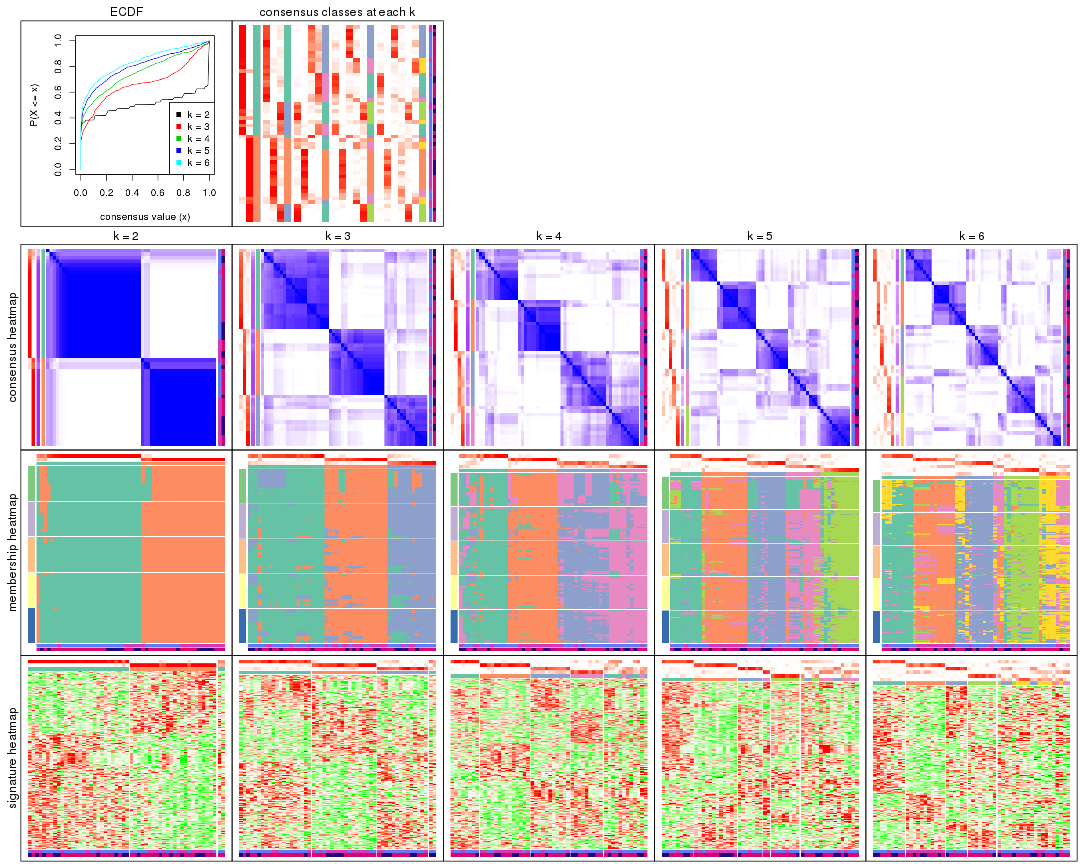 ECDF
consensus classes at each k
P(X <= x)
0.0
0.2
0.4
0.6
0.8
1.0
k = 2
k = 3
k = 4
k = 5
k = 6
0.0 0.2 0.4 0.6 0.8 1.0
consensus value (x)
k = 2
k = 3
k = 4
k = 5
k = 6
consensus heatmap
membership heatmap
signature heatmap